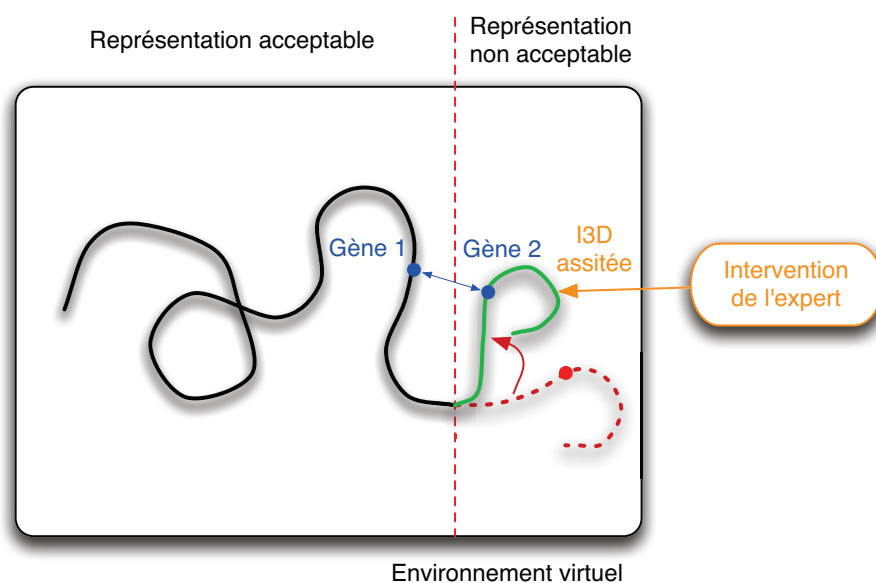 Représentation acceptable
Représentation
non acceptable
Gène 1
Gène 2
I3D
assitée
Intervention
de l'expert
Environnement virtuel